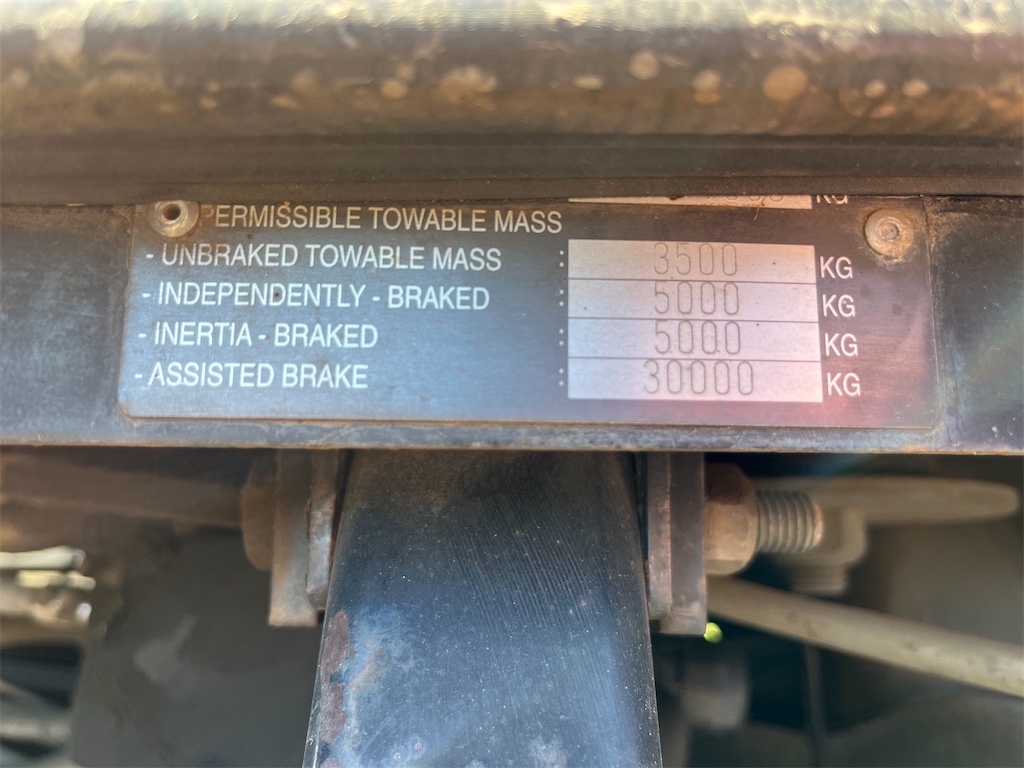 KG
PERMISSIBLE TOWABLE MASS
- UNBRAKED TOWABLE MASS : 3500 KG
- INDEPENDENTLY - BRAKED : 5000 KG
- INERTIA - BRAKED : 5000 KG
- ASSISTED BRAKE : 30000 KG